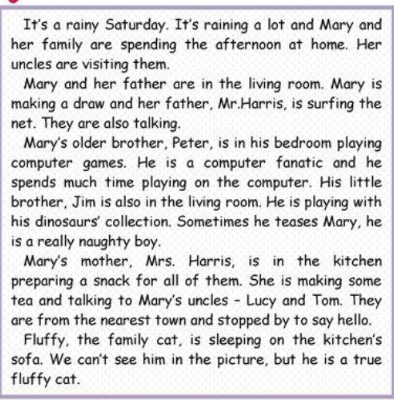 It's a rainy Saturday. It's raining a lot and Mary and
her family are spending the afternoon at home. Her
uncles are visiting them.
Mary and her father are in the living room. Mary is
making a draw and her father, Mr.Harris, is surfing the
net. They are also talking.
Mary's older brother, Peter, is in his bedroom playing
computer games. He is a computer fanatic and he
spends much time playing on the computer. His little
brother, Jim is also in the living room. He is playing with
his dinosaurs' collection. Sometimes he teases Mary, he
is a really naughty boy.
Mary's mother, Mrs. Harris, is in the kitchen
preparing a snack for all of them. She is making some
tea and talking to Mary's uncles – Lucy and Tom. They
are from the nearest town and stopped by to say hello.
Fluffy, the family cat, is sleeping on the kitchen's
sofa. We can't see him in the picture, but he is a true
fluffy cat.